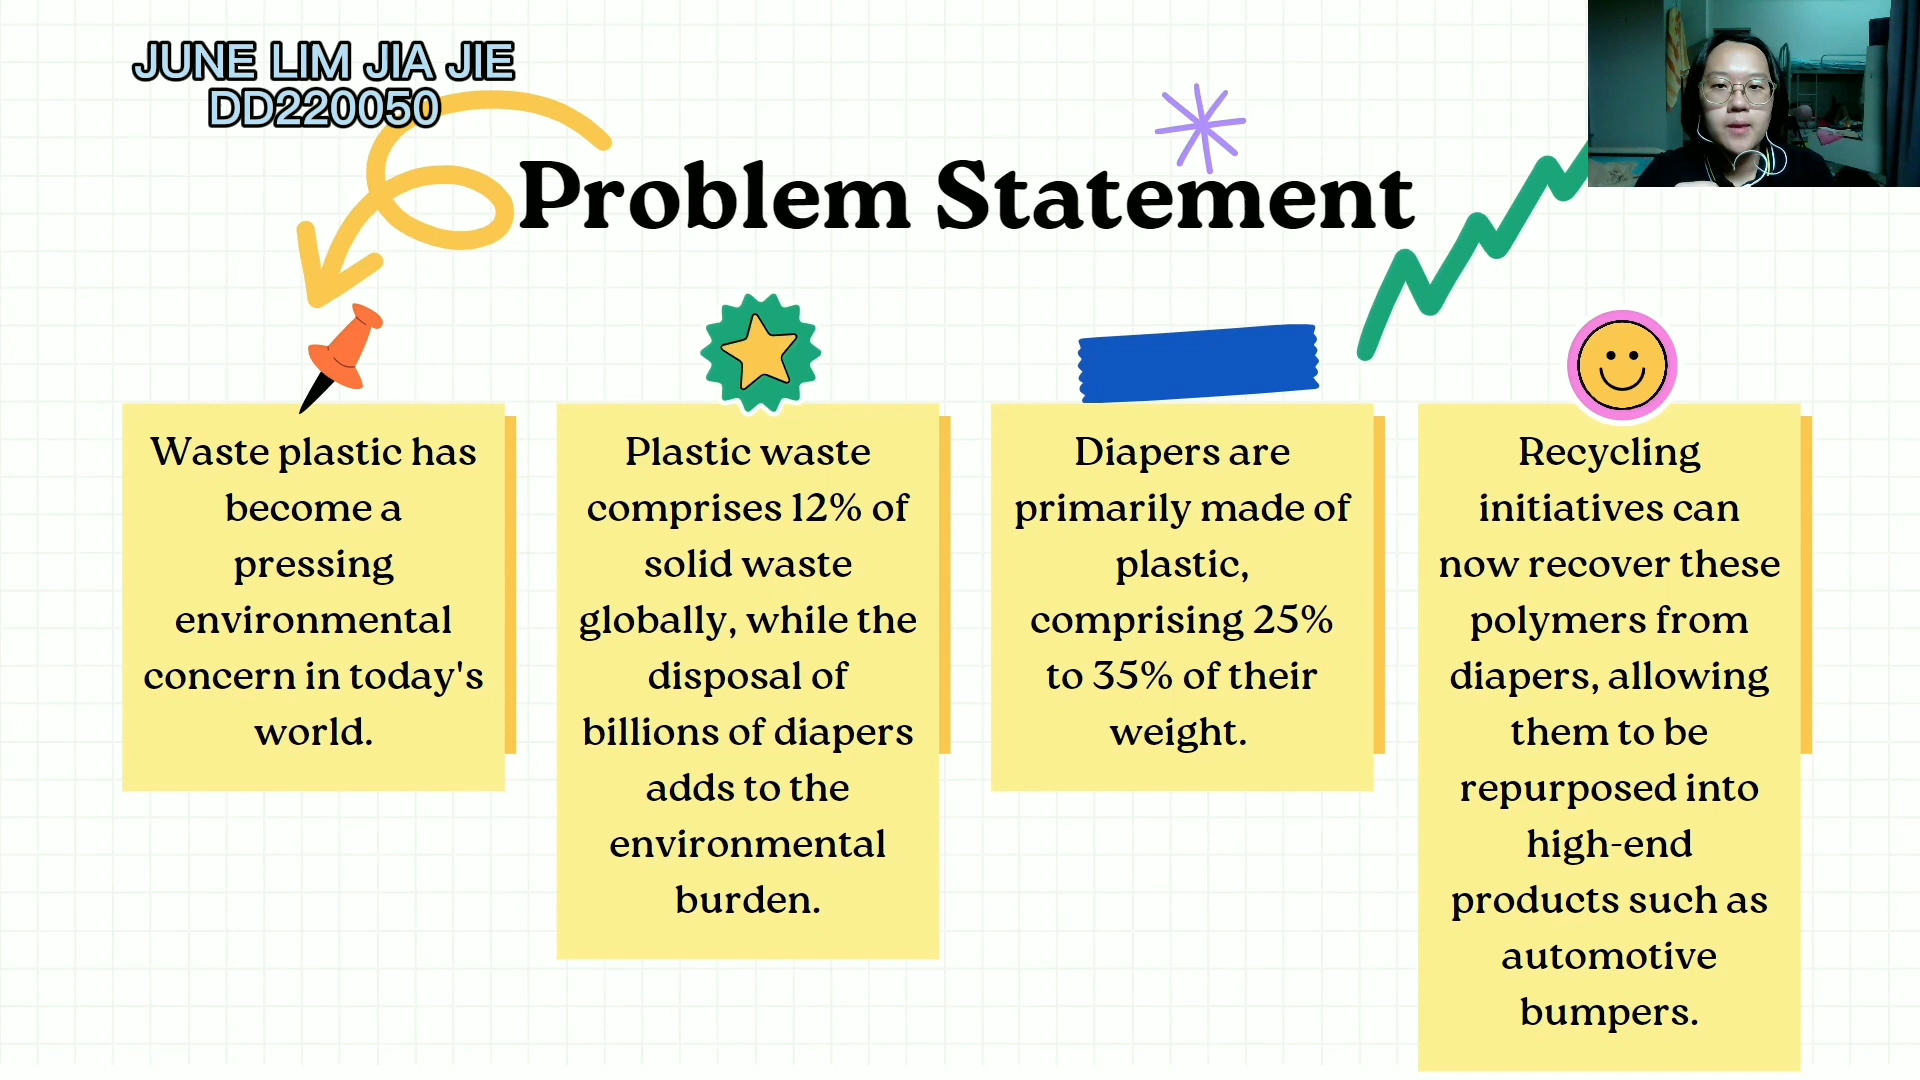 JUNE LIM JIA JIE
DD220050
Problem Statement
Waste plastic has
become a
pressing
environmental
concern in today's
world.
Plastic waste
comprises 12% of
solid waste
globally, while the
disposal of
billions of diapers
adds to the
environmental
burden.
Diapers are
primarily made of
plastic,
comprising 25%
to 35% of their
weight.
Recycling
initiatives can
now recover these
polymers from
diapers, allowing
them to be
repurposed into
high-end
products such as
automotive
bumpers.